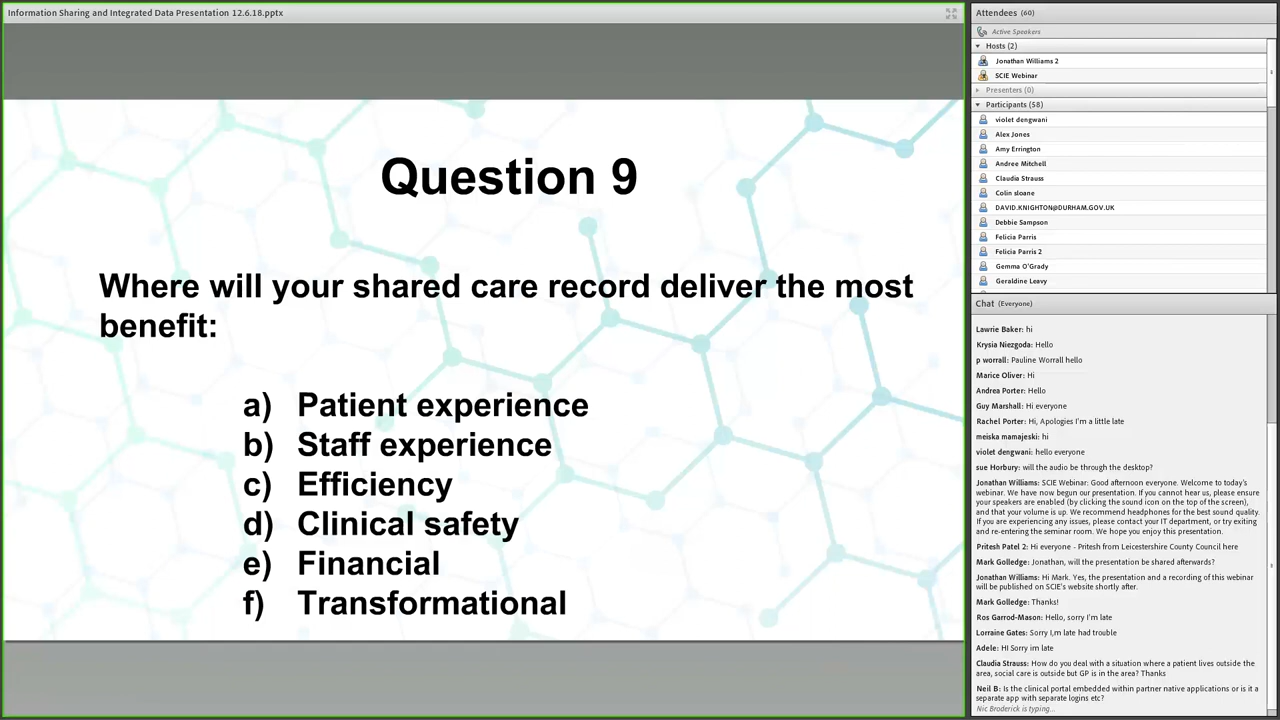 Information Sharing and Integrated Data Presentation 12.6.18.pptx
Question 9
Where will your shared care record deliver the most
benefit:
a) Patient experience
b) Staff experience
c) Efficiency
d) Clinical safety
e) Financial
f) Transformational
Attendees (60)
Active Speakers
Hosts (2)
Jonathan Williams 2
SCIE Webinar
Presenters (0)
Participants (58)
violet dengwani
Alex Jones
Amy Errington
Andree Mitchell
Claudia Strauss
Colin sloane
DAVID.KNIGHTON@DURHAM.GOV.UK
Debbie Sampson
Felicia Parris
Felicia Parris 2
Gemma O'Grady
Geraldine Leavy
Chat (Everyone)
Lawrie Baker: hi
Krysia Niezgoda: Hello
p worrall: Pauline Worrall hello
Marice Oliver: Hi
Andrea Porter: Hello
Guy Marshall: Hi everyone
Rachel Porter: Hi, Apologies I'm a little late
meiska mamajeski: hi
violet dengwani: hello everyone
sue Horbury: will the audio be through the desktop?
Jonathan Williams: SCIE Webinar: Good afternoon everyone. Welcome to today's
webinar. We have now begun our presentation. If you cannot hear us, please ensure
your speakers are enabled (by clicking the sound icon on the top of the screen),
and that your volume is up. We recommend headphones for the best sound quality.
If you are experiencing any issues, please contact your IT department, or try exiting
and re-entering the seminar room. We hope you enjoy this presentation.
Pritesh Patel 2: Hi everyone - Pritesh from Leicestershire County Council here
Mark Golledge: Jonathan, will the presentation be shared afterwards?
Jonathan Williams: Hi Mark. Yes, the presentation and a recording of this webinar
will be published on SCIE's website shortly after.
Mark Golledge: Thanks!
Ros Garrod-Mason: Hello, sorry I'm late
Lorraine Gates: Sorry I,m late had trouble
Adele: HI Sorry im late
Claudia Strauss: How do you deal with a situation where a patient lives outside the
area, social care is outside but GP is in the area? Thanks
Neil B: Is the clinical portal embedded within partner native applications or is it a
separate app with separate logins etc?
Nic Broderick is typing...